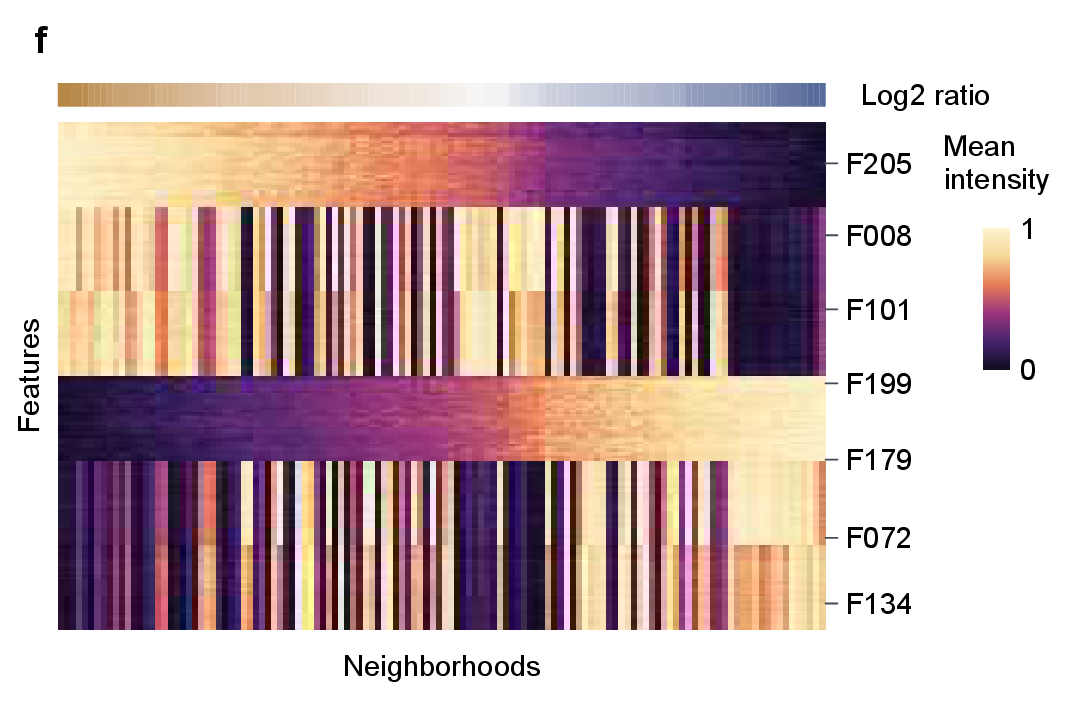 f
Log2 ratio
Mean
intensity
1
0
F205
F008
F101
F199
F179
F072
F134
Features
Neighborhoods